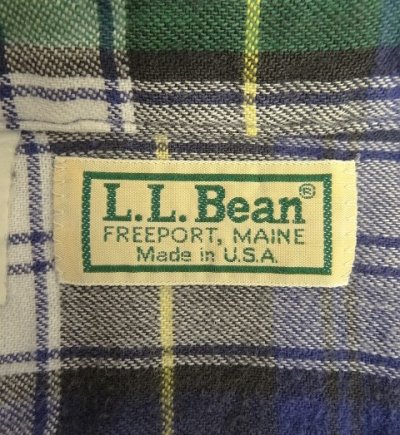 L.L.Bean®
FREEPORT, MAINE
Made in U.S.A.